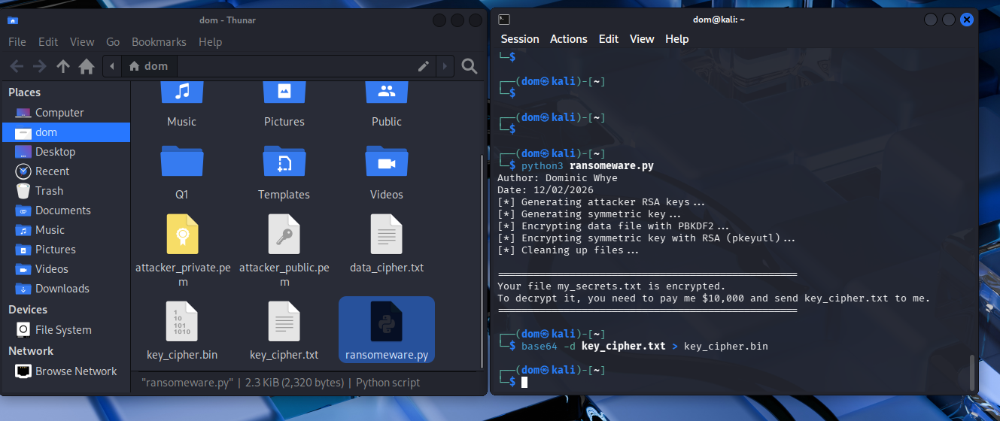 dom - Thunar
File Edit View Go Bookmarks Help
dom
Places
Computer
dom
Desktop
Recent
Trash
Documents
Music
Pictures
Videos
Downloads
Devices
File System
Network
Browse Network
Music Pictures Public
Q1 Templates Videos
attacker_private.pe
m
attacker_public.pe
m
data_cipher.txt
1
10
101
1010
key_cipher.bin key_cipher.txt ransomeware.py
"ransomeware.py" | 2.3 KiB (2,320 bytes) | Python script
dom@kali: ~
Session Actions Edit View Help
└─$
┌──(dom㉿kali)-[~]
└─$
┌──(dom㉿kali)-[~]
└─$
┌──(dom㉿kali)-[~]
└─$ python3 ransomeware.py
Author: Dominic Whye
Date: 12/02/2026
[*] Generating attacker RSA keys...
[*] Generating symmetric key...
[*] Encrypting data file with PBKDF2...
[*] Encrypting symmetric key with RSA (pkeyutl)...
[*] Cleaning up files...
==================================================
Your file my_secrets.txt is encrypted.
To decrypt it, you need to pay me $10,000 and send key_cipher.txt to me.
==================================================
┌──(dom㉿kali)-[~]
└─$ base64 -d key_cipher.txt > key_cipher.bin
┌──(dom㉿kali)-[~]
└─$